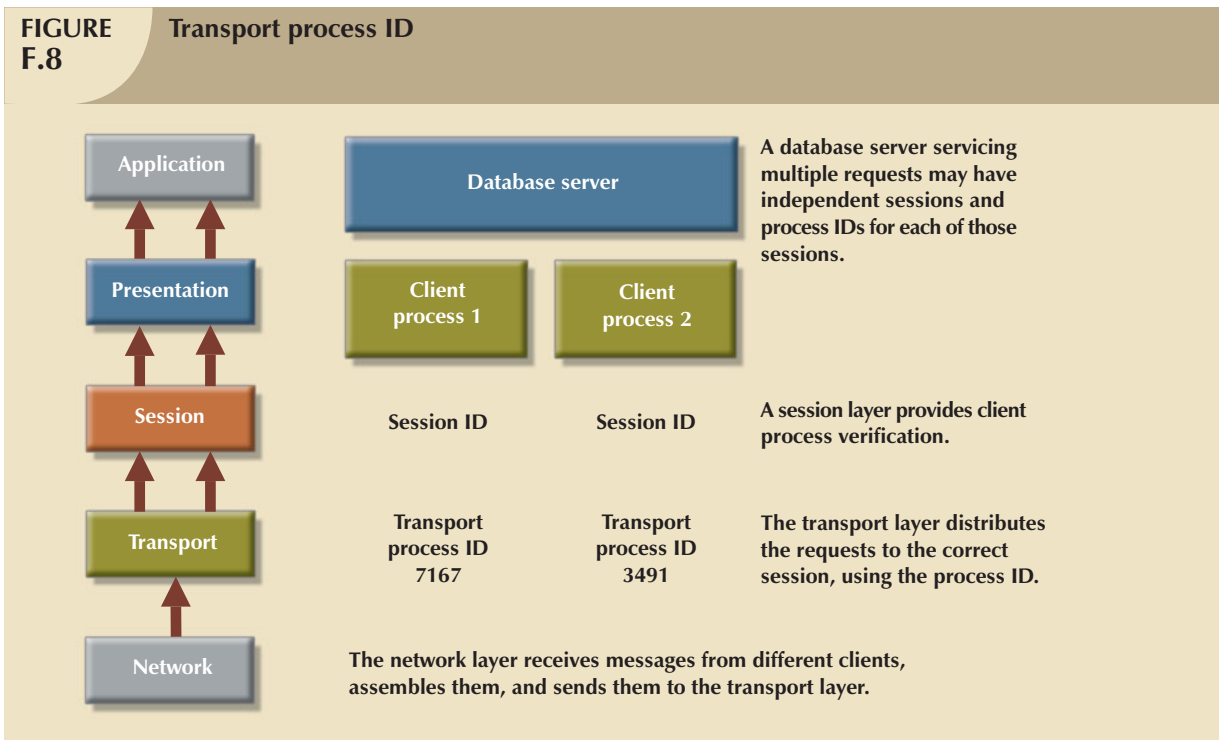 FIGURE
F.8
Transport process ID
Application
Database server
A database server servicing
multiple requests may have
independent sessions and
process IDs for each of those
sessions.
Presentation
Client
process 1
Client
process 2
Session
Session ID
Session ID
A session layer provides client
process verification.
Transport
Transport
process ID
7167
Transport
process ID
3491
The transport layer distributes
the requests to the correct
session, using the process ID.
Network
The network layer receives messages from different clients,
assembles them, and sends them to the transport layer.